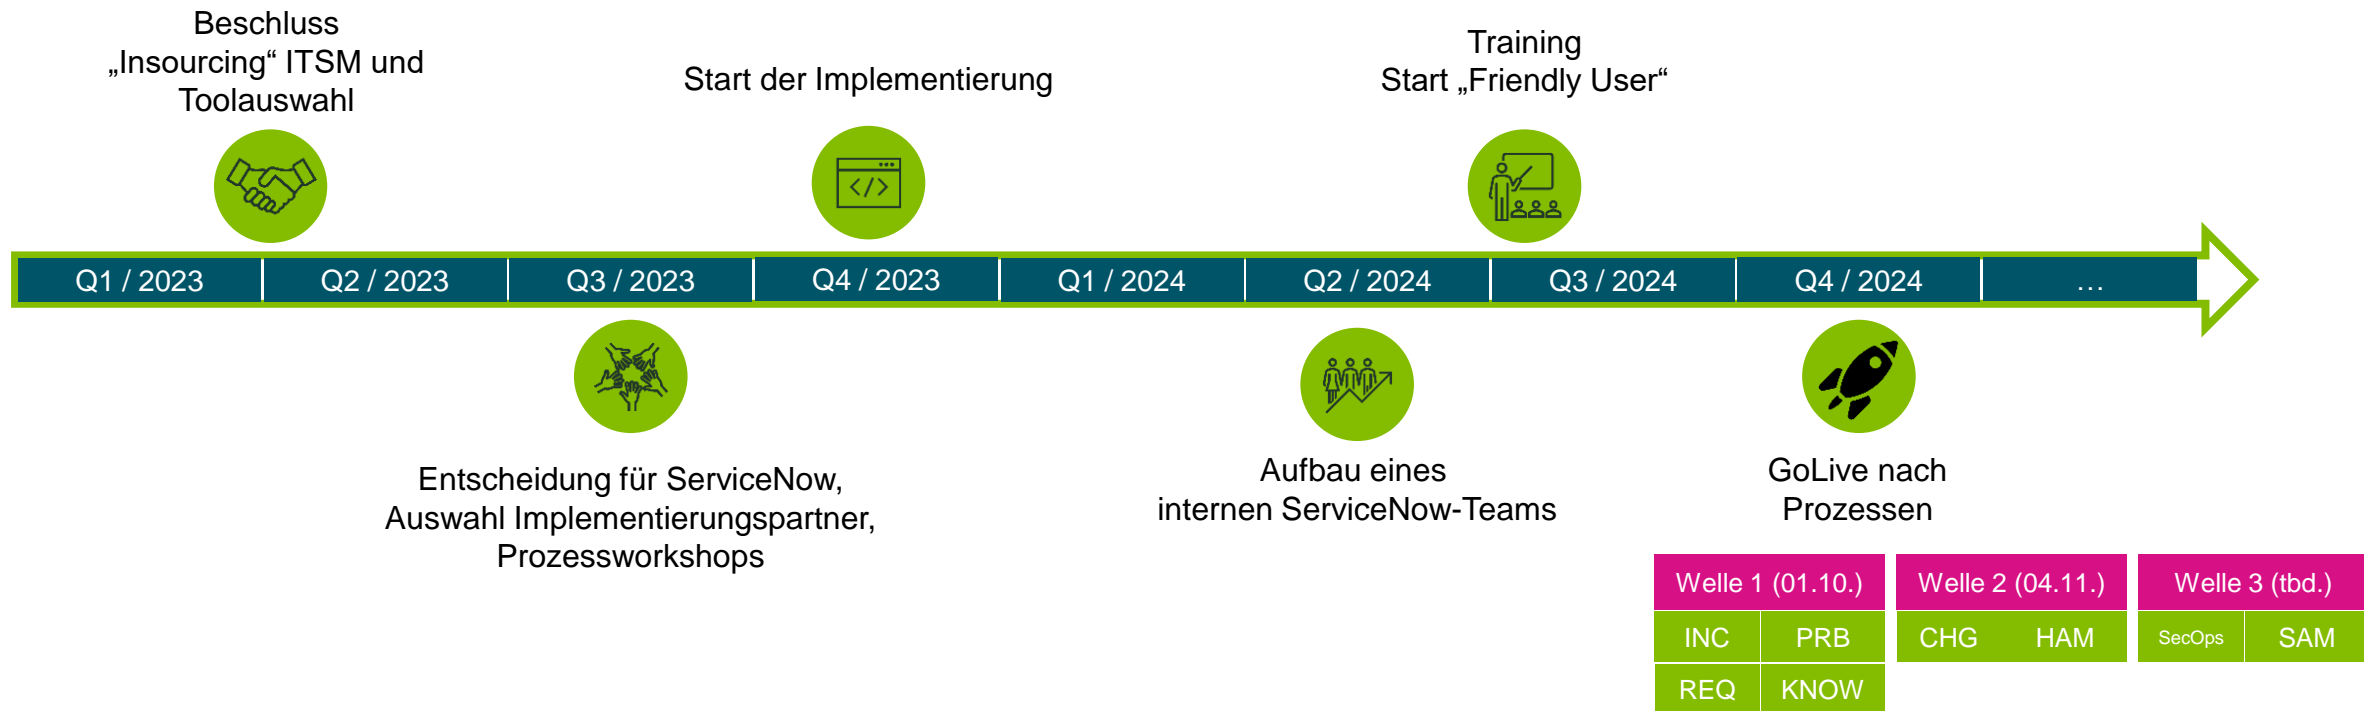 Beschluss
„Insourcing“ ITSM und
Toolauswahl
Start der Implementierung
Training
Start „Friendly User“
Q1 / 2023
Q2 / 2023
Q3 / 2023
Q4 / 2023
Q1 / 2024
Q2 / 2024
Q3 / 2024
Q4 / 2024
…
Entscheidung für ServiceNow,
Auswahl Implementierungspartner,
Prozessworkshops
Aufbau eines
internen ServiceNow-Teams
GoLive nach
Prozessen
Welle 1 (01.10.)
INC
PRB
REQ
KNOW
Welle 2 (04.11.)
CHG
HAM
Welle 3 (tbd.)
SecOps
SAM